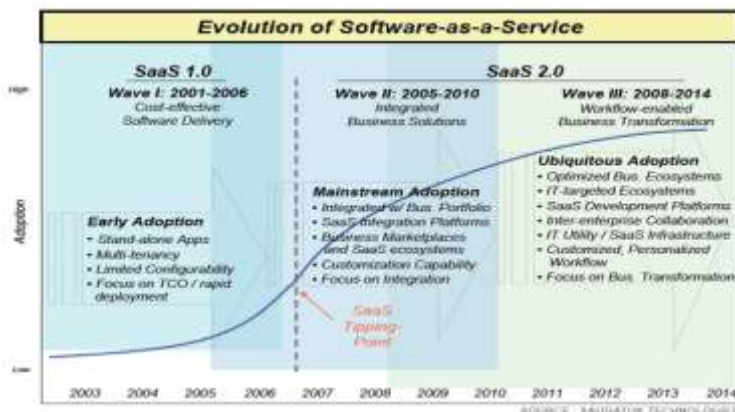 Evolution of Software-as-a-Service
SaaS 1.0
SaaS 2.0
Wave I: 2001-2006
Cost-effective
Software Delivery
Wave II: 2005-2010
Integrated
Business Solutions
Wave III: 2008-2014
Workflow-enabled
Business Transformation
High
Adoption
Low
Early Adoption
• Stand-alone Apps
• Multi-tenancy
• Limited Configurability
• Focus on TCO / rapid
deployment
Mainstream Adoption
• Integrated w/ Bus. Portfolio
• SaaS Integration Platforms
• Business Marketplaces
and SaaS ecosystems
• Customization Capability
• Focus on Integration
Ubiquitous Adoption
• Optimized Bus. Ecosystems
• IT-targeted Ecosystems
• SaaS Development Platforms
• Inter-enterprise Collaboration
• IT Utility / SaaS Infrastructure
• Customized, Personalized
Workflow
• Focus on Bus. Transformation
SaaS
Tipping-
Point
2003 2004 2005 2006 2007 2008 2009 2010 2011 2012 2013 2014